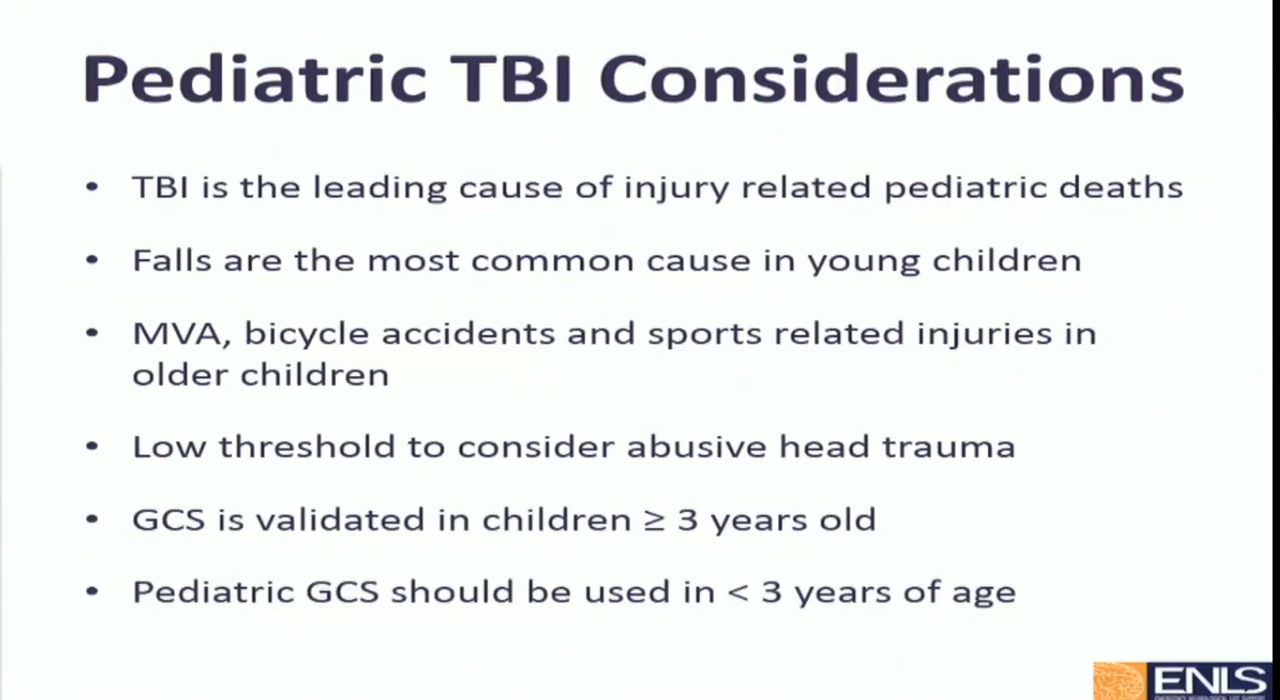 Pediatric TBI Considerations
• TBI is the leading cause of injury related pediatric deaths
• Falls are the most common cause in young children
• MVA, bicycle accidents and sports related injuries in
older children
• Low threshold to consider abusive head trauma
• GCS is validated in children ≥ 3 years old
• Pediatric GCS should be used in < 3 years of age
ENLS